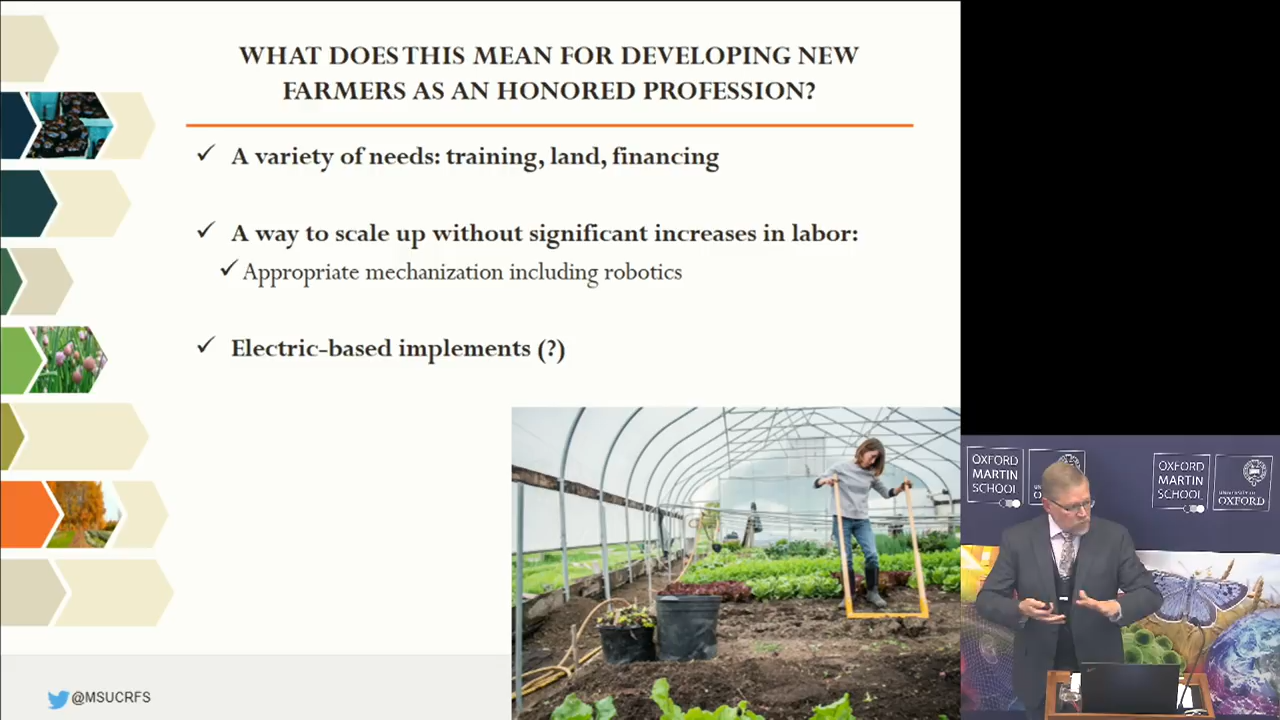 WHAT DOES THIS MEAN FOR DEVELOPING NEW
FARMERS AS AN HONORED PROFESSION?
✓ A variety of needs: training, land, financing
✓ A way to scale up without significant increases in labor:
✓ Appropriate mechanization including robotics
✓ Electric-based implements (?)
@MSUCRFS
OXFORD
MARTIN
SCHOOL
OXFORD
MARTIN
SCHOOL
UNIVERSITY OF
OXFORD